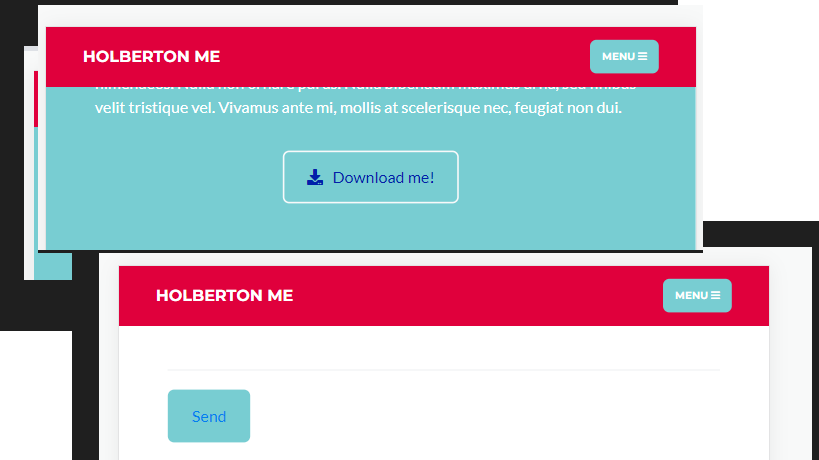 HOLBERTON ME
MENU
velit tristique vel. Vivamus ante mi, mollis at scelerisque nec, feugiat non dui.
Download me!
HOLBERTON ME
MENU
Send